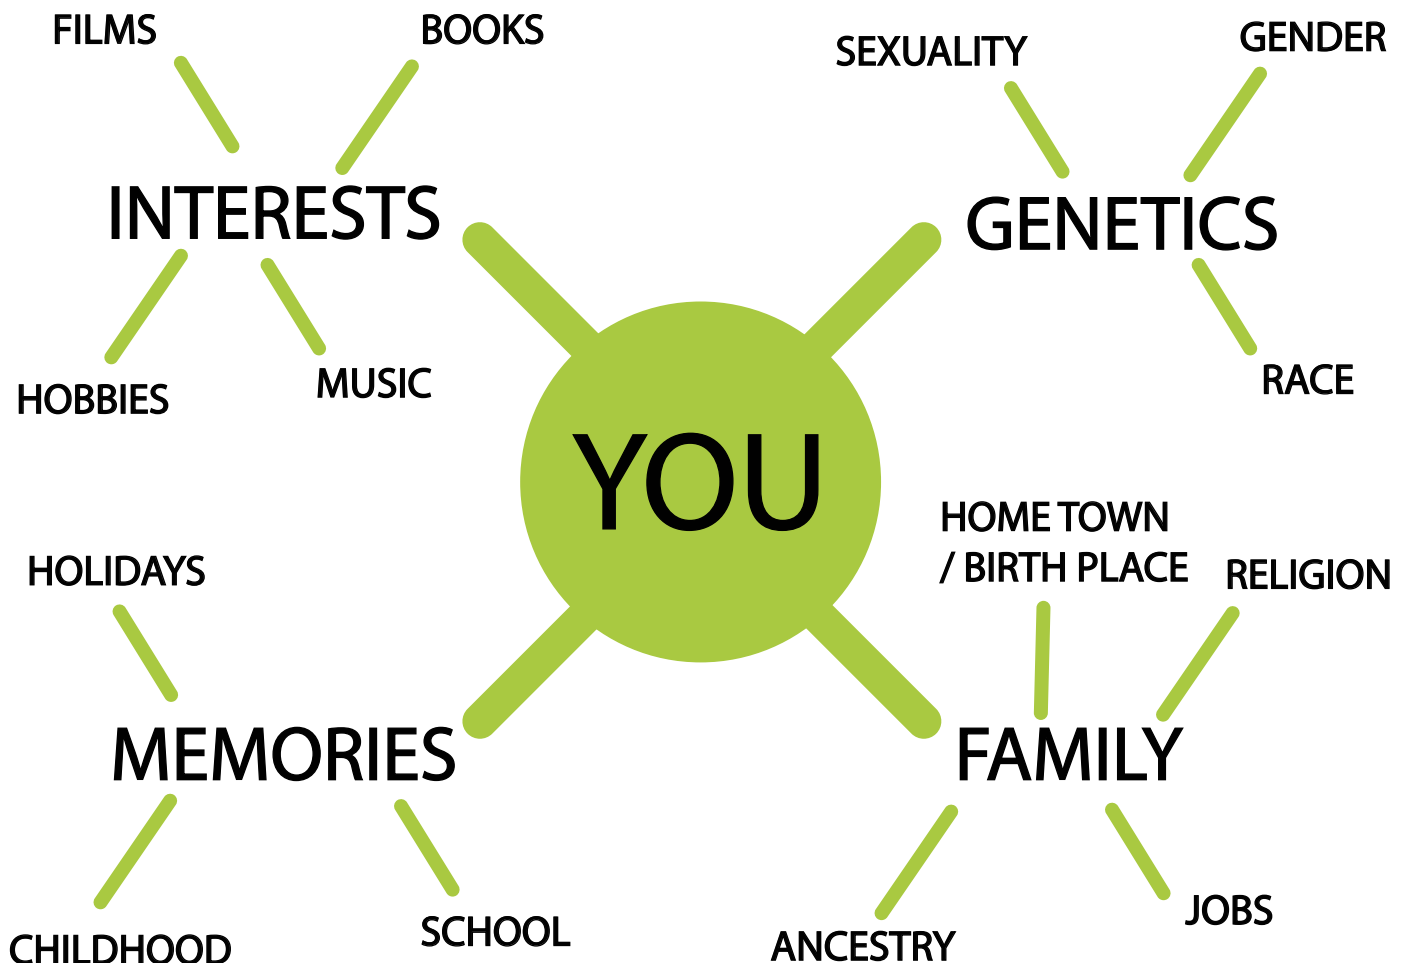 FILMS
BOOKS
INTERESTS
HOBBIES
MUSIC
SEXUALITY
GENDER
GENETICS
RACE
YOU
HOLIDAYS
MEMORIES
CHILDHOOD
SCHOOL
HOME TOWN
/ BIRTH PLACE
RELIGION
FAMILY
ANCESTRY
JOBS